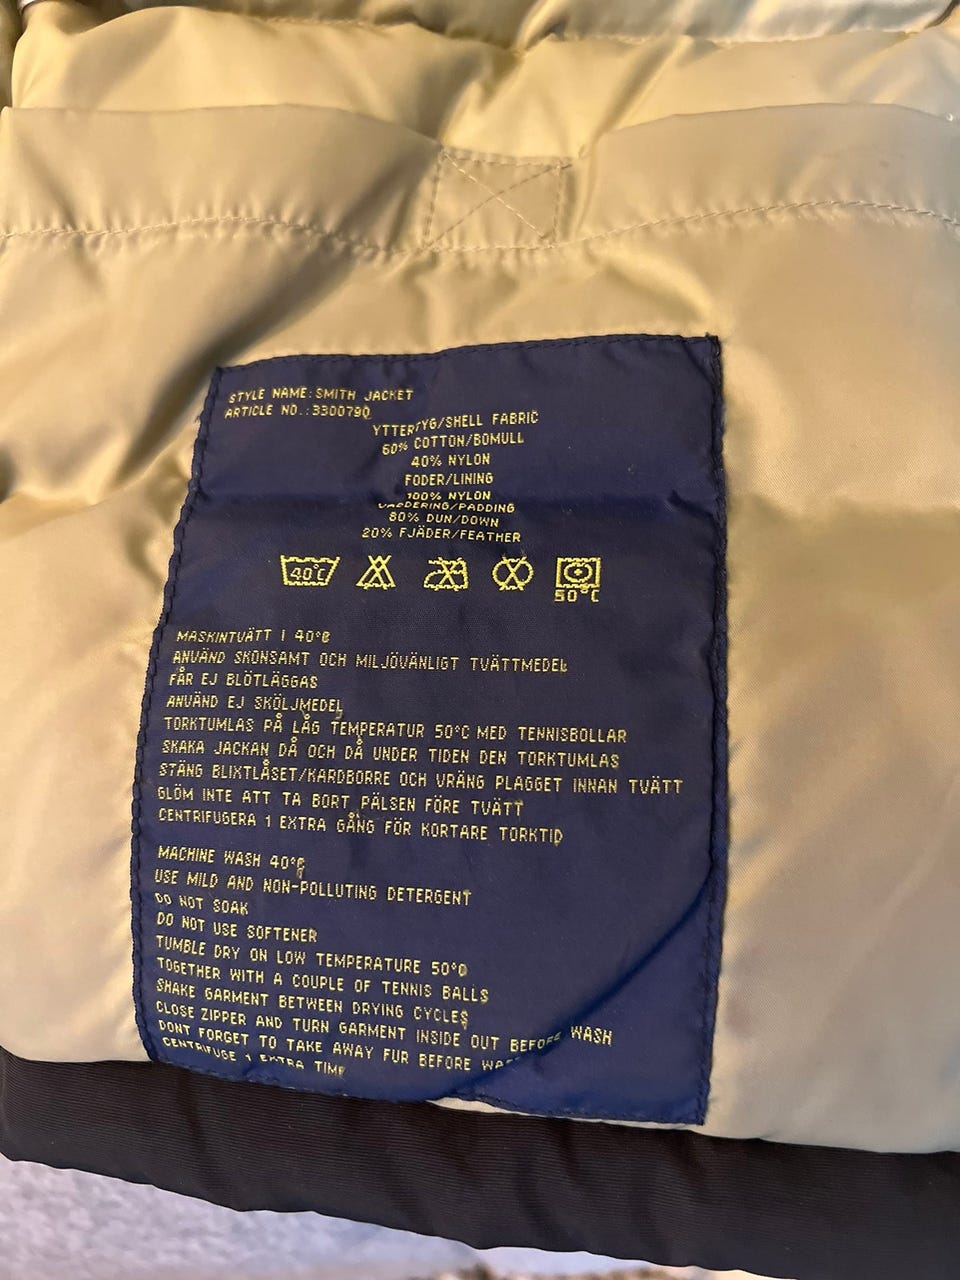 STYLE NAME: SMITH JACKET
ARTICLE NO.: 3300790
YTTERTYG/SHELL FABRIC
60% COTTON/BOMULL
40% NYLON
FODER/LINING
100% NYLON
VADDERING/PADDING
80% DUN/DOWN
20% FJÄDER/FEATHER
40°C
50°C
MASKINTVÄTT I 40°C
ANVÄND SKONSAMT OCH MILJÖVÄNLIGT TVÄTTMEDEL
FÅR EJ BLÖTLÄGGAS
ANVÄND EJ SKÖLJMEDEL
TORKTUMLAS PÅ LÅG TEMPERATUR 50°C MED TENNISBOLLAR
SKAKA JACKAN DÅ OCH DÅ UNDER TIDEN DEN TORKTUMLAS
STÄNG BLIXTLÅSET/KARDBORRE OCH VRÄNG PLAGGET INNAN TVÄTT
GLÖM INTE ATT TA BORT PÄLSEN FÖRE TVÄTT
CENTRIFUGERA 1 EXTRA GÅNG FÖR KORTARE TORKTID
MACHINE WASH 40°C
USE MILD AND NON-POLLUTING DETERGENT
DO NOT SOAK
DO NOT USE SOFTENER
TUMBLE DRY ON LOW TEMPERATURE 50°C
TOGETHER WITH A COUPLE OF TENNIS BALLS
SHAKE GARMENT BETWEEN DRYING CYCLES
CLOSE ZIPPER AND TURN GARMENT INSIDE OUT BEFORE WASH
DONT FORGET TO TAKE AWAY FUR BEFORE
CENTRIFUGE 1 EXTRA TIME